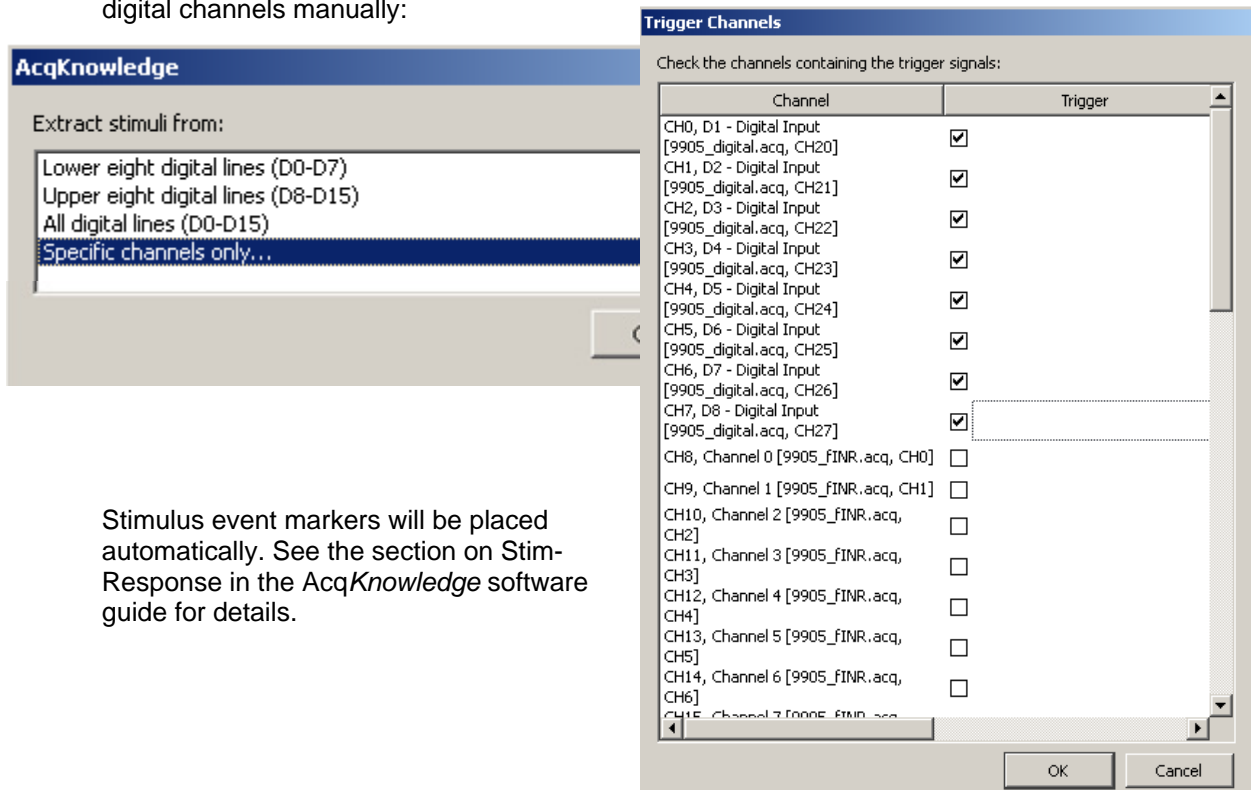 digital channels manually:
AcqKnowledge
Extract stimuli from:
Lower eight digital lines (D0-D7)
Upper eight digital lines (D8-D15)
All digital lines (D0-D15)
Specific channels only...
Stimulus event markers will be placed
automatically. See the section on Stim-
Response in the AcqKnowledge software
guide for details.
Trigger Channels
Check the channels containing the trigger signals:
Channel Trigger
CH0, D1 - Digital Input
[9905_digital.acq, CH20]
CH1, D2 - Digital Input
[9905_digital.acq, CH21]
CH2, D3 - Digital Input
[9905_digital.acq, CH22]
CH3, D4 - Digital Input
[9905_digital.acq, CH23]
CH4, D5 - Digital Input
[9905_digital.acq, CH24]
CH5, D6 - Digital Input
[9905_digital.acq, CH25]
CH6, D7 - Digital Input
[9905_digital.acq, CH26]
CH7, D8 - Digital Input
[9905_digital.acq, CH27]
CH8, Channel 0 [9905_fINR.acq, CH0]
CH9, Channel 1 [9905_fINR.acq, CH1]
CH10, Channel 2 [9905_fINR.acq,
CH2]
CH11, Channel 3 [9905_fINR.acq,
CH3]
CH12, Channel 4 [9905_fINR.acq,
CH4]
CH13, Channel 5 [9905_fINR.acq,
CH5]
CH14, Channel 6 [9905_fINR.acq,
CH6]
CH15, Channel 7 [9905_fINR.acq,
OK Cancel